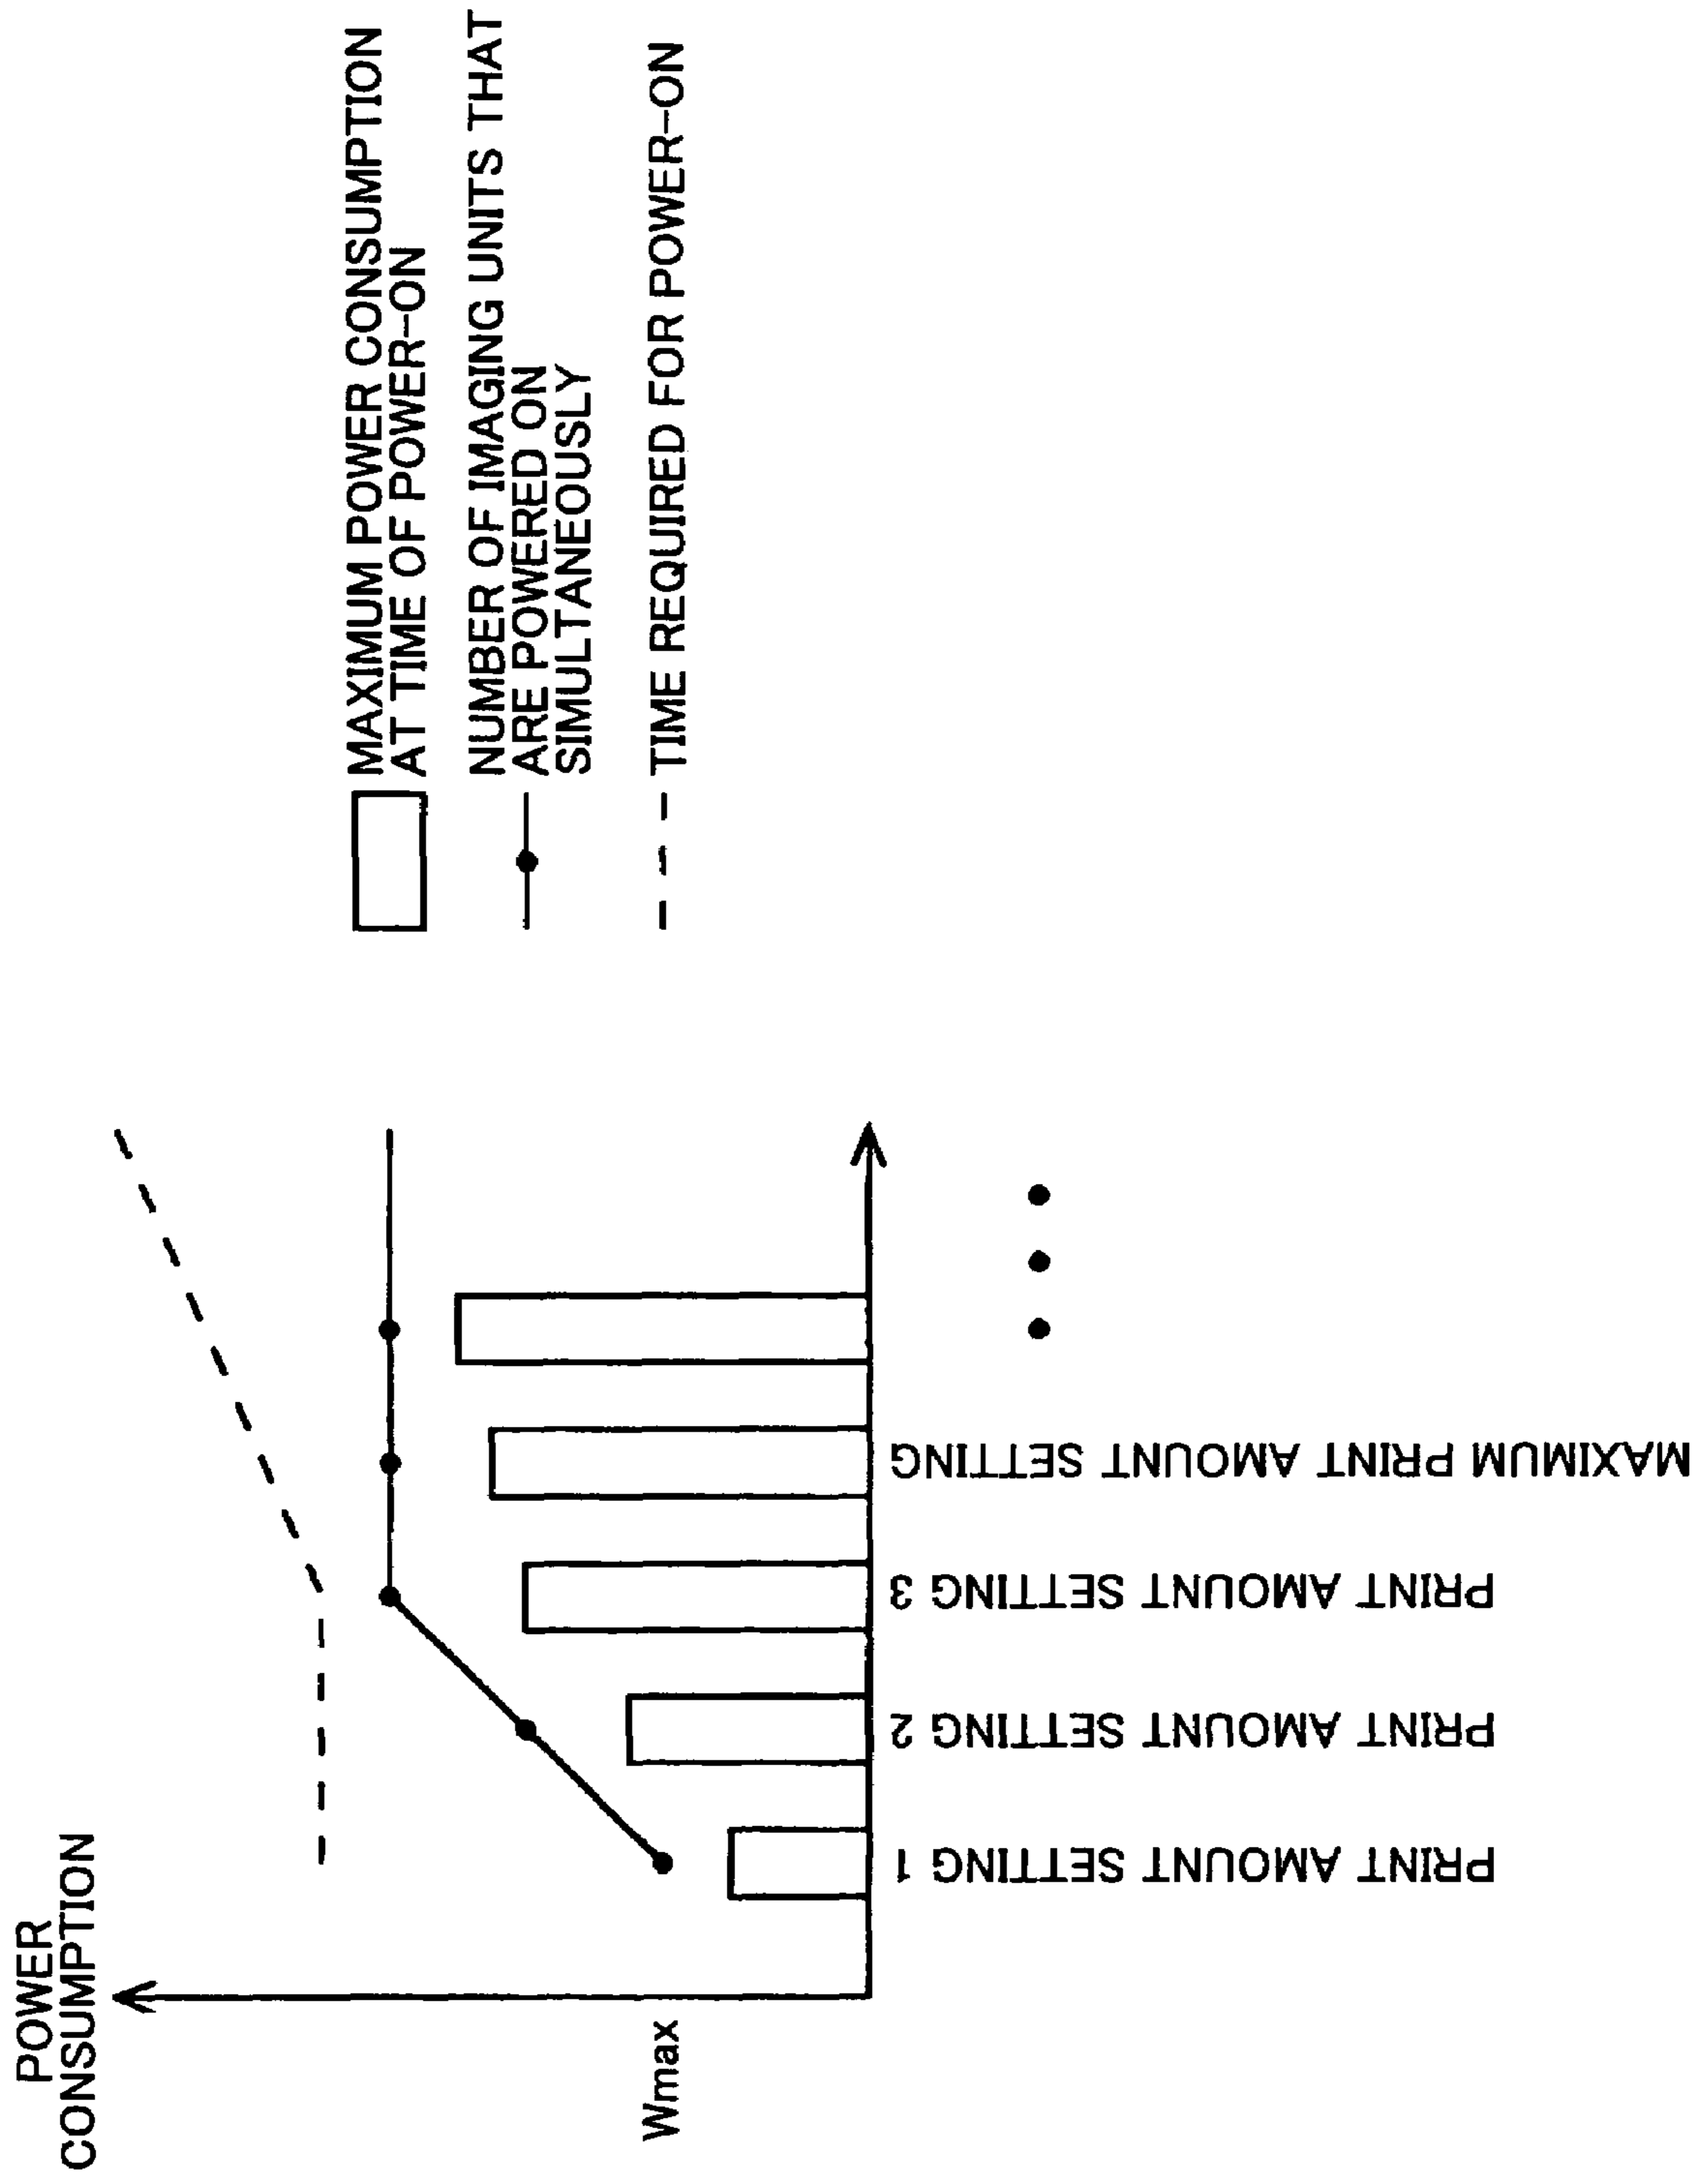 POWER
CONSUMPTION
Wmax
PRINT AMOUNT SETTING 1
PRINT AMOUNT SETTING 2
PRINT AMOUNT SETTING 3
MAXIMUM PRINT AMOUNT SETTING
MAXIMUM POWER CONSUMPTION
AT TIME OF POWER-ON
NUMBER OF IMAGING UNITS THAT
ARE POWERED ON
SIMULTANEOUSLY
TIME REQUIRED FOR POWER-ON